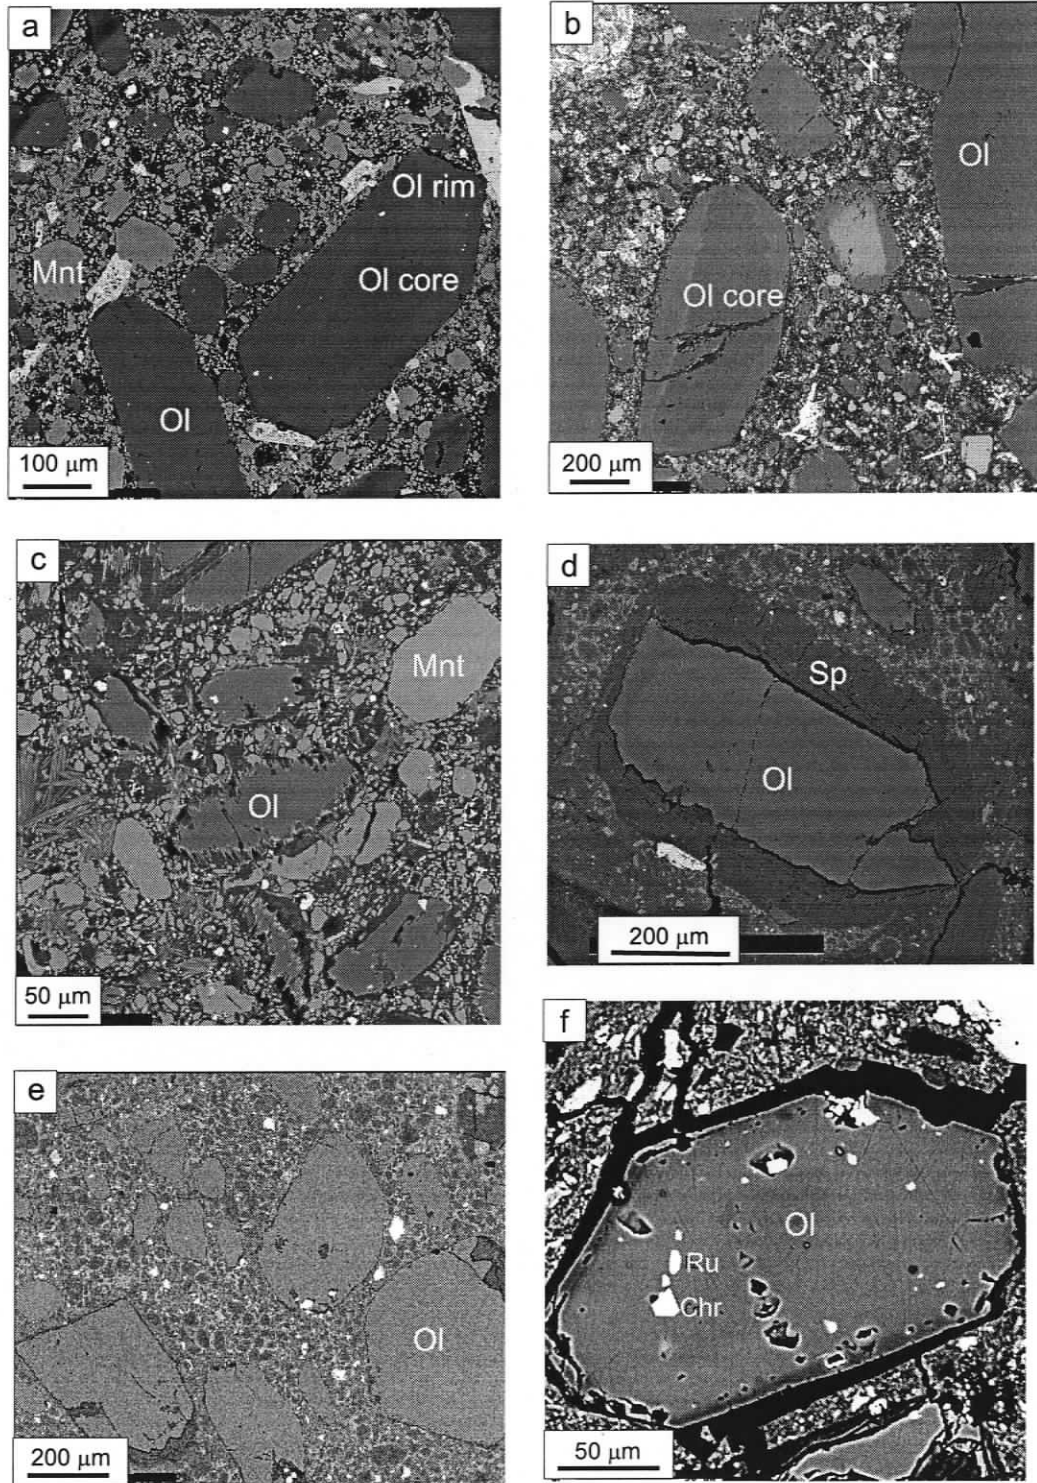 a
Ol rim
Ol core
Mnt
Ol
100 μm
b
Ol
Ol core
200 μm
c
Mnt
Ol
50 μm
d
Sp
Ol
200 μm
e
Ol
200 μm
f
Ol
Ru
Chr
50 μm